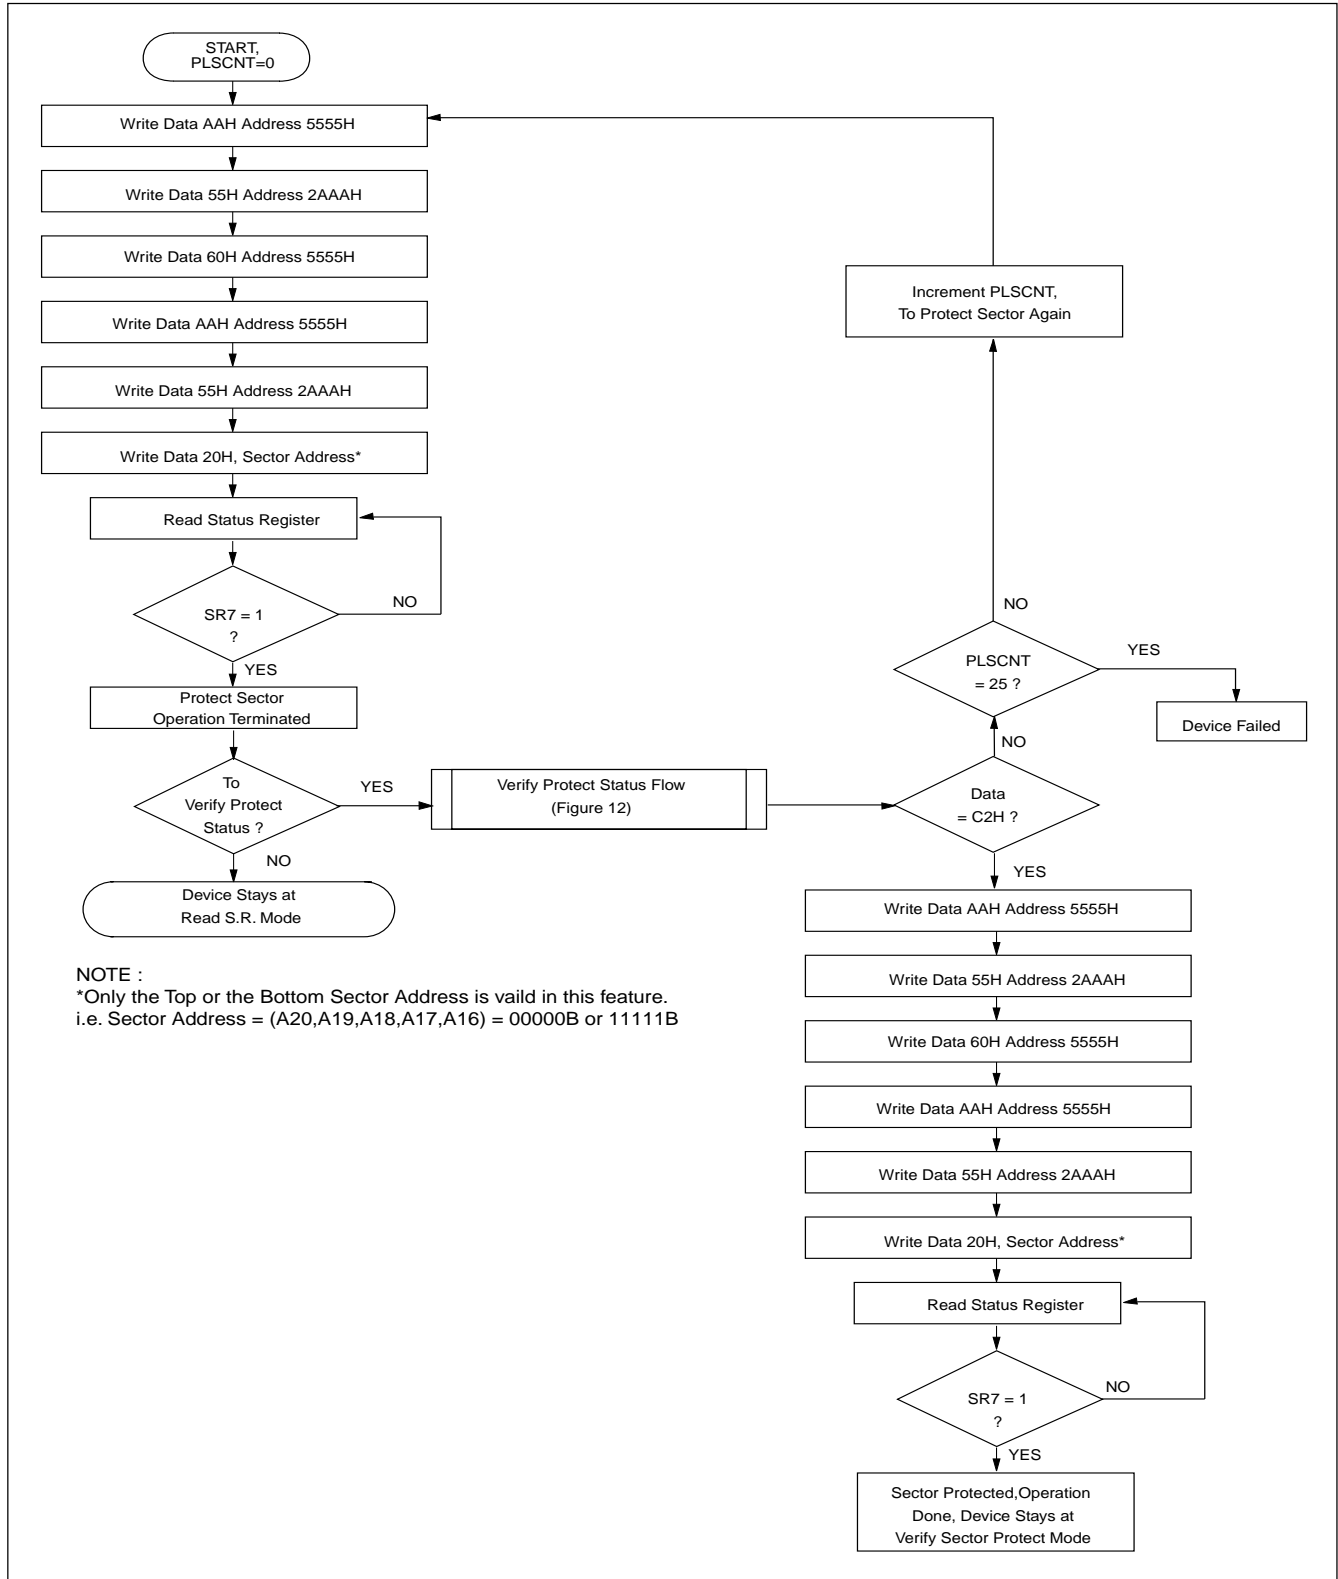 START,
PLSCNT=0
Write Data AAH Address 5555H
Write Data 55H Address 2AAAH
Write Data 60H Address 5555H
Write Data AAH Address 5555H
Write Data 55H Address 2AAAH
Write Data 20H, Sector Address*
Read Status Register
NO
SR7 = 1
?
YES
Protect Sector
Operation Terminated
To
Verify Protect
Status ?
YES
NO
Device Stays at
Read S.R. Mode
Verify Protect Status Flow
(Figure 12)
Increment PLSCNT,
To Protect Sector Again
NO
PLSCNT
= 25 ?
YES
Device Failed
NO
Data
= C2H ?
YES
Write Data AAH Address 5555H
Write Data 55H Address 2AAAH
Write Data 60H Address 5555H
Write Data AAH Address 5555H
Write Data 55H Address 2AAAH
Write Data 20H, Sector Address*
Read Status Register
NO
SR7 = 1
?
YES
Sector Protected,Operation
Done, Device Stays at
Verify Sector Protect Mode
NOTE :
*Only the Top or the Bottom Sector Address is vaild in this feature.
i.e. Sector Address = (A20,A19,A18,A17,A16) = 00000B or 11111B